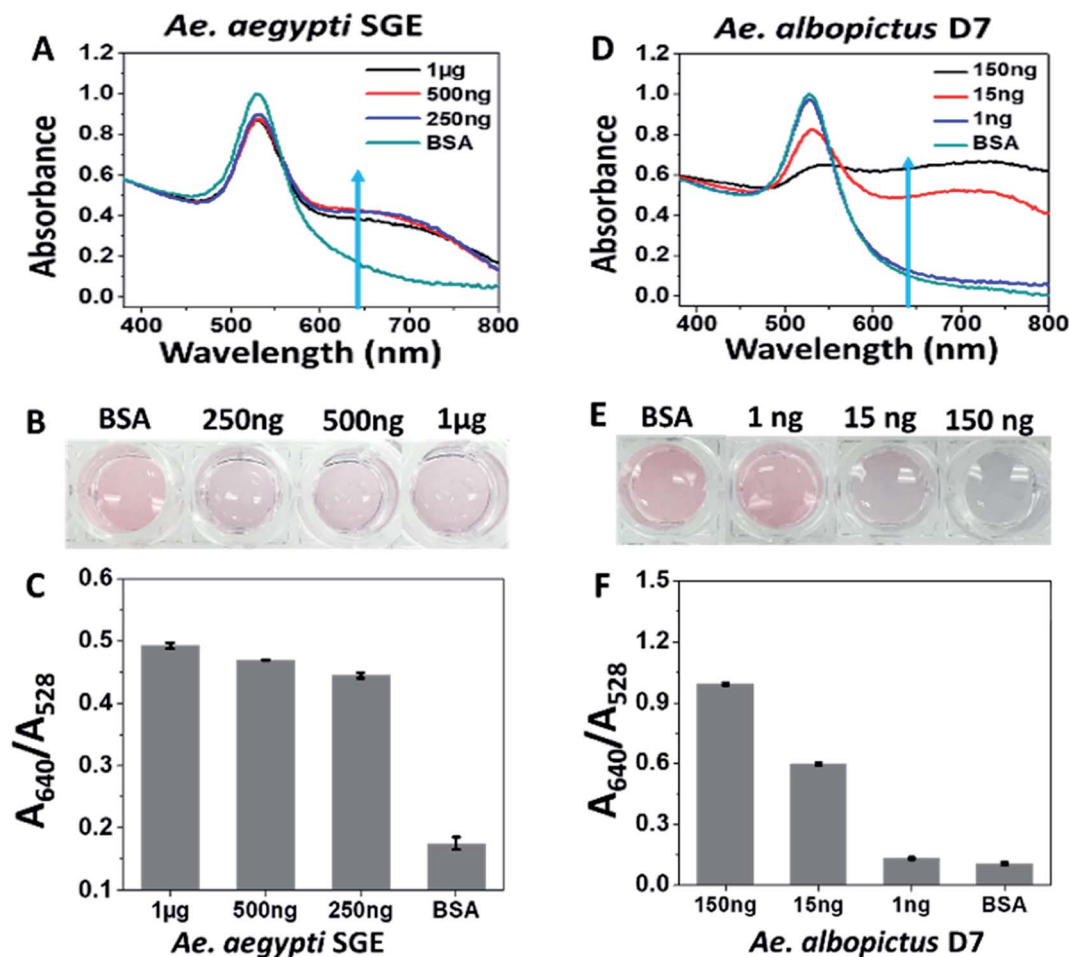 Ae. aegypti SGE
A
1µg
500ng
250ng
BSA
Absorbance
1.2
1.0
0.8
0.6
0.4
0.2
0.0
400 500 600 700 800
Wavelength (nm)
B
BSA 250ng 500ng 1µg
C
A640/A528
0.6
0.5
0.4
0.3
0.2
0.1
1µg 500ng 250ng BSA
Ae. aegypti SGE
Ae. albopictus D7
D
150ng
15ng
1ng
BSA
Absorbance
1.2
1.0
0.8
0.6
0.4
0.2
0.0
400 500 600 700 800
Wavelength (nm)
E
BSA 1 ng 15 ng 150 ng
F
A640/A528
1.5
1.2
0.9
0.6
0.3
0.0
150ng 15ng 1ng BSA
Ae. albopictus D7